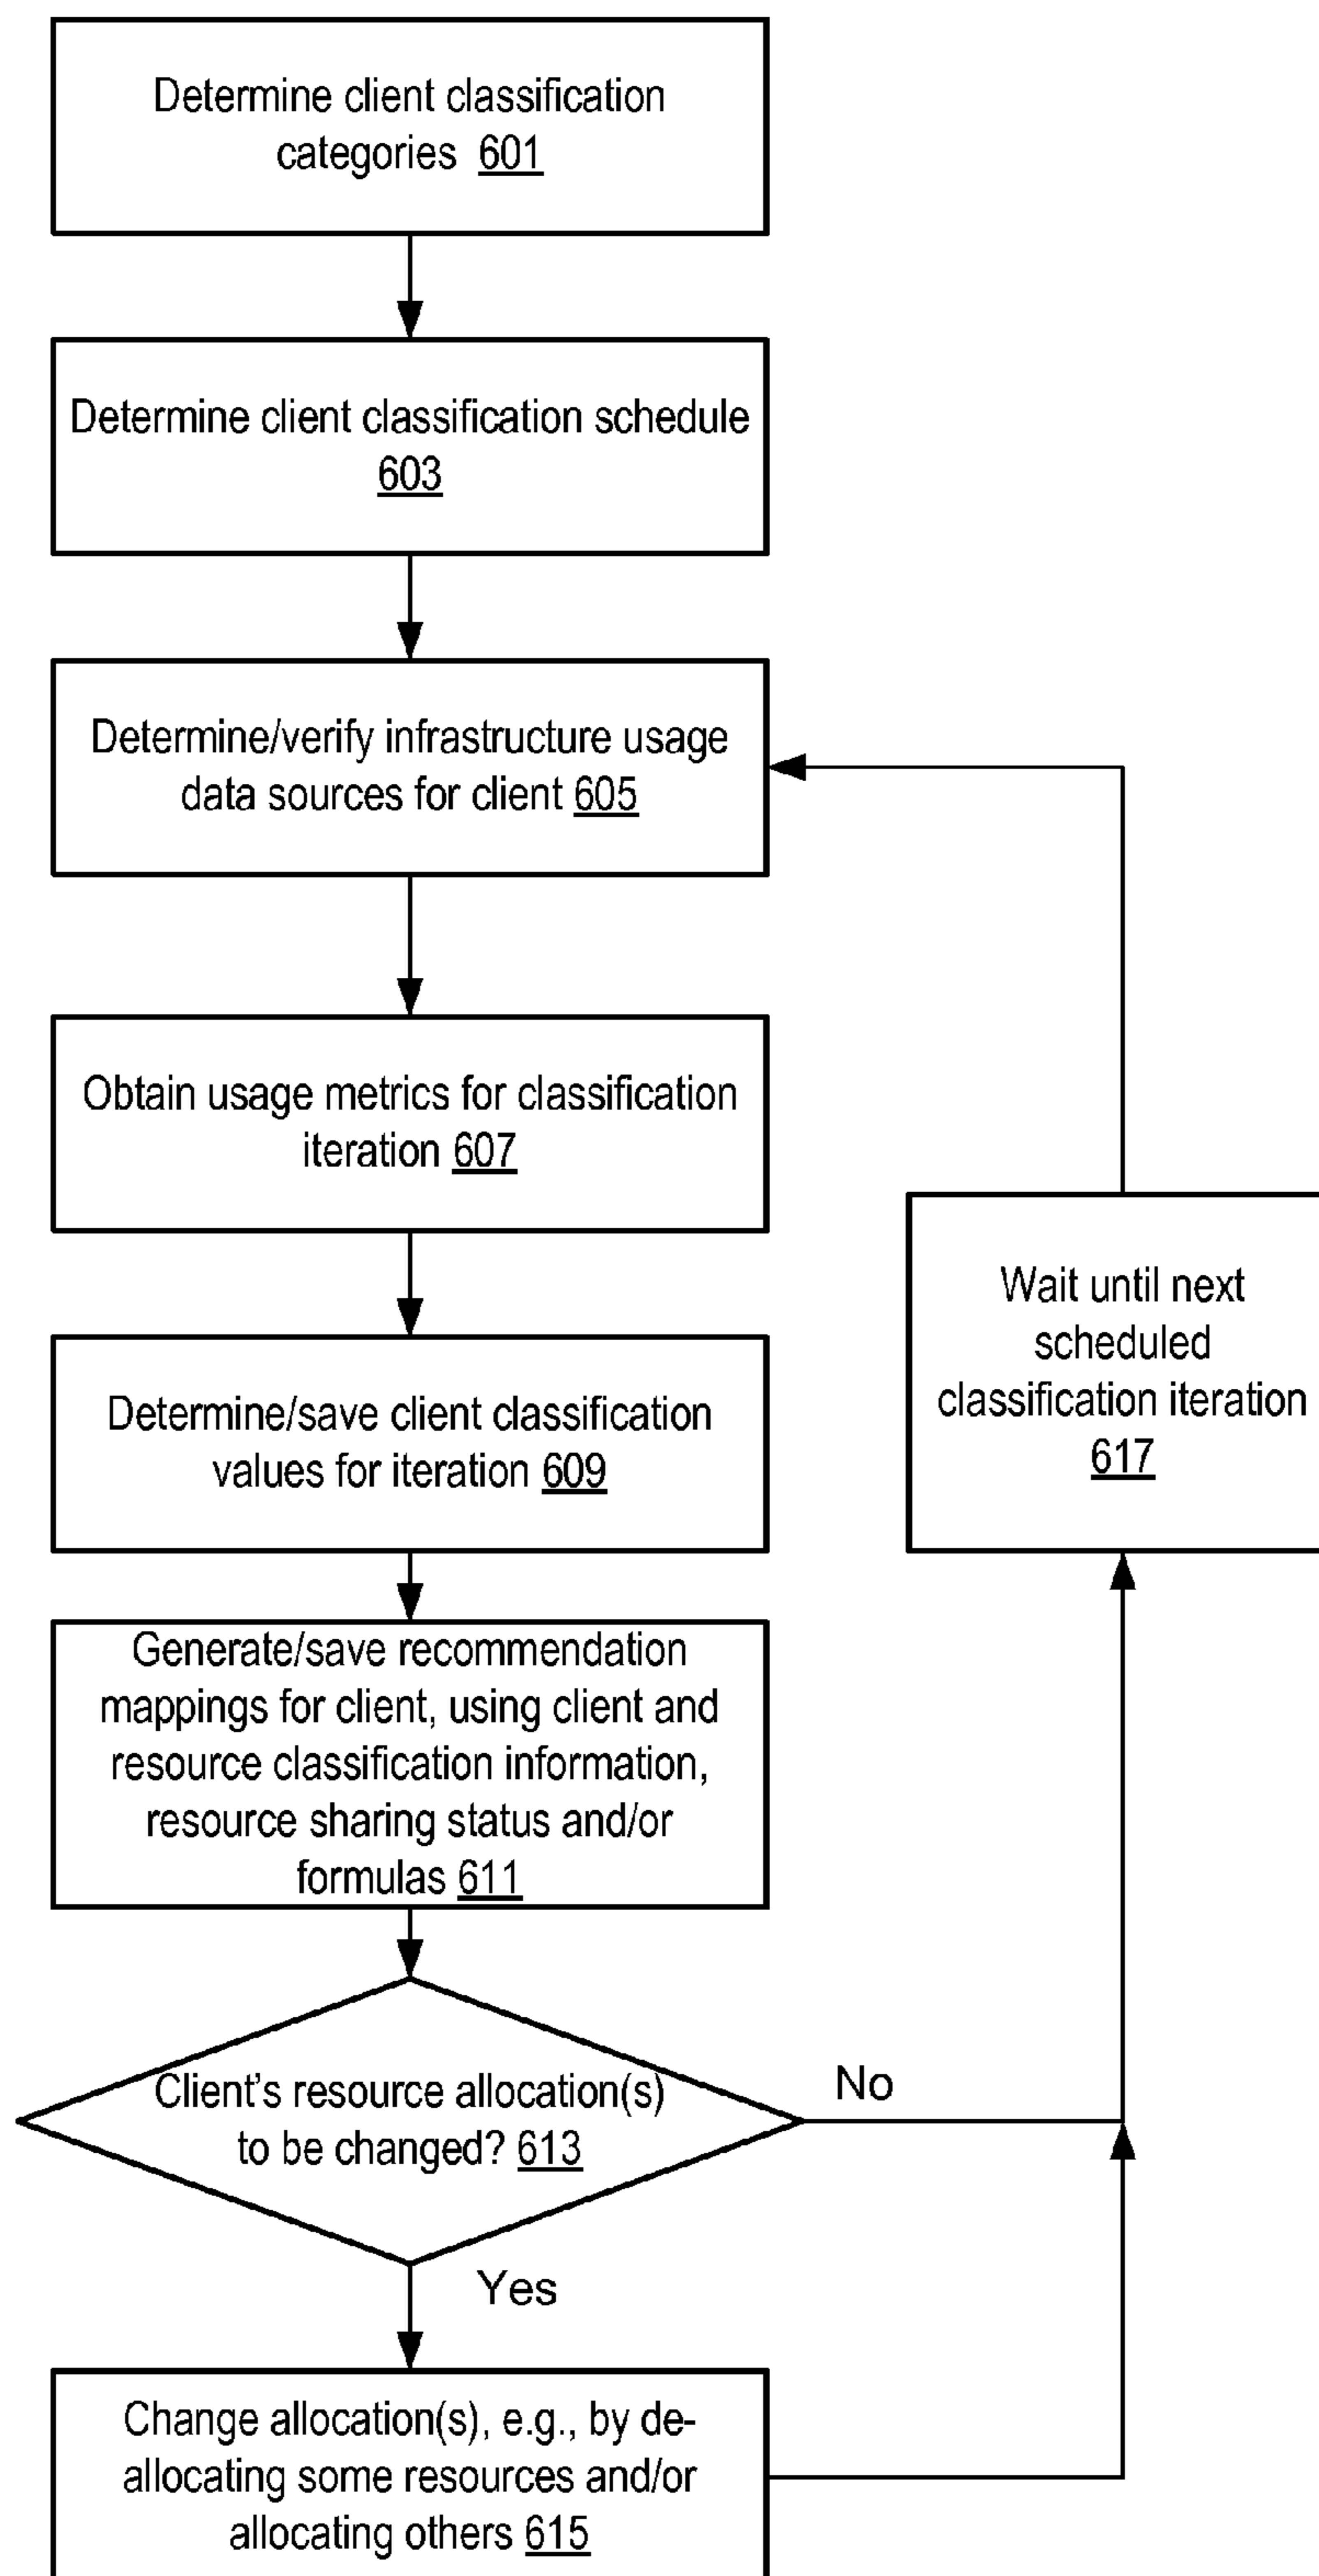 Determine client classification
categories 601
Determine client classification schedule
603
Determine/verify infrastructure usage
data sources for client 605
Obtain usage metrics for classification
iteration 607
Determine/save client classification
values for iteration 609
Generate/save recommendation
mappings for client, using client and
resource classification information,
resource sharing status and/or
formulas 611
Client's resource allocation(s)
to be changed? 613
No
Yes
Change allocation(s), e.g., by de-
allocating some resources and/or
allocating others 615
Wait until next
scheduled
classification iteration
617